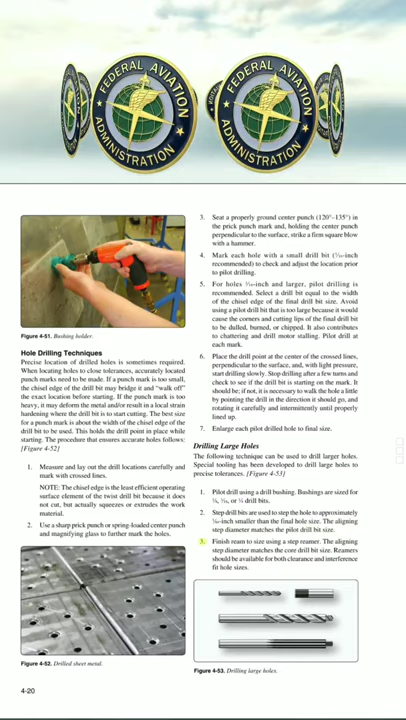 FEDERAL AVIATION
ADMINISTRATION
FEDERAL AVIATION
ADMINISTRATION
Figure 4-51. Bushing holder.
Hole Drilling Techniques
Precise location of drilled holes is sometimes required.
When locating holes to close tolerances, accurately located
punch marks need to be made. If a punch mark is too small,
the chisel edge of the drill bit may bridge it and "walk off"
the exact location before starting. If the punch mark is too
heavy, it may deform the metal and/or result in a local strain
hardening where the drill bit is to start cutting. The best size
for a punch mark is about the width of the chisel edge of the
drill bit to be used. This holds the drill point in place while
starting. The procedure that ensures accurate holes follows:
[Figure 4-52]
1. Measure and lay out the drill locations carefully and
mark with crossed lines.
NOTE: The chisel edge is the least efficient operating
surface element of the twist drill bit because it does
not cut, but actually squeezes or extrudes the work
material.
2. Use a sharp prick punch or spring-loaded center punch
and magnifying glass to further mark the holes.
Figure 4-52. Drilled sheet metal.
4-20
3. Seat a properly ground center punch (120°–135°) in
the prick punch mark and, holding the center punch
perpendicular to the surface, strike a firm square blow
with a hammer.
4. Mark each hole with a small drill bit (1⁄16-inch
recommended) to check and adjust the location prior
to pilot drilling.
5. For holes 3⁄16-inch and larger, pilot drilling is
recommended. Select a drill bit equal to the width
of the chisel edge of the final drill bit size. Avoid
using a pilot drill bit that is too large because it would
cause the corners and cutting lips of the final drill bit
to be dulled, burned, or chipped. It also contributes
to chattering and drill motor stalling. Pilot drill at
each mark.
6. Place the drill point at the center of the crossed lines,
perpendicular to the surface, and, with light pressure,
start drilling slowly. Stop drilling after a few turns and
check to see if the drill bit is starting on the mark. It
should be; if not, it is necessary to walk the hole a little
by pointing the drill in the direction it should go, and
rotating it carefully and intermittently until properly
lined up.
7. Enlarge each pilot drilled hole to final size.
Drilling Large Holes
The following technique can be used to drill larger holes.
Special tooling has been developed to drill large holes to
precise tolerances. [Figure 4-53]
1. Pilot drill using a drill bushing. Bushings are sized for
or drill bits.
2. Step drill bits are used to step the hole to approximately
-inch smaller than the final hole size. The aligning
step diameter matches the pilot drill bit size.
3. Finish ream to size using a step reamer. The aligning
step diameter matches the core drill bit size. Reamers
should be available for both clearance and interference
fit hole sizes.
Figure 4-53. Drilling large holes.